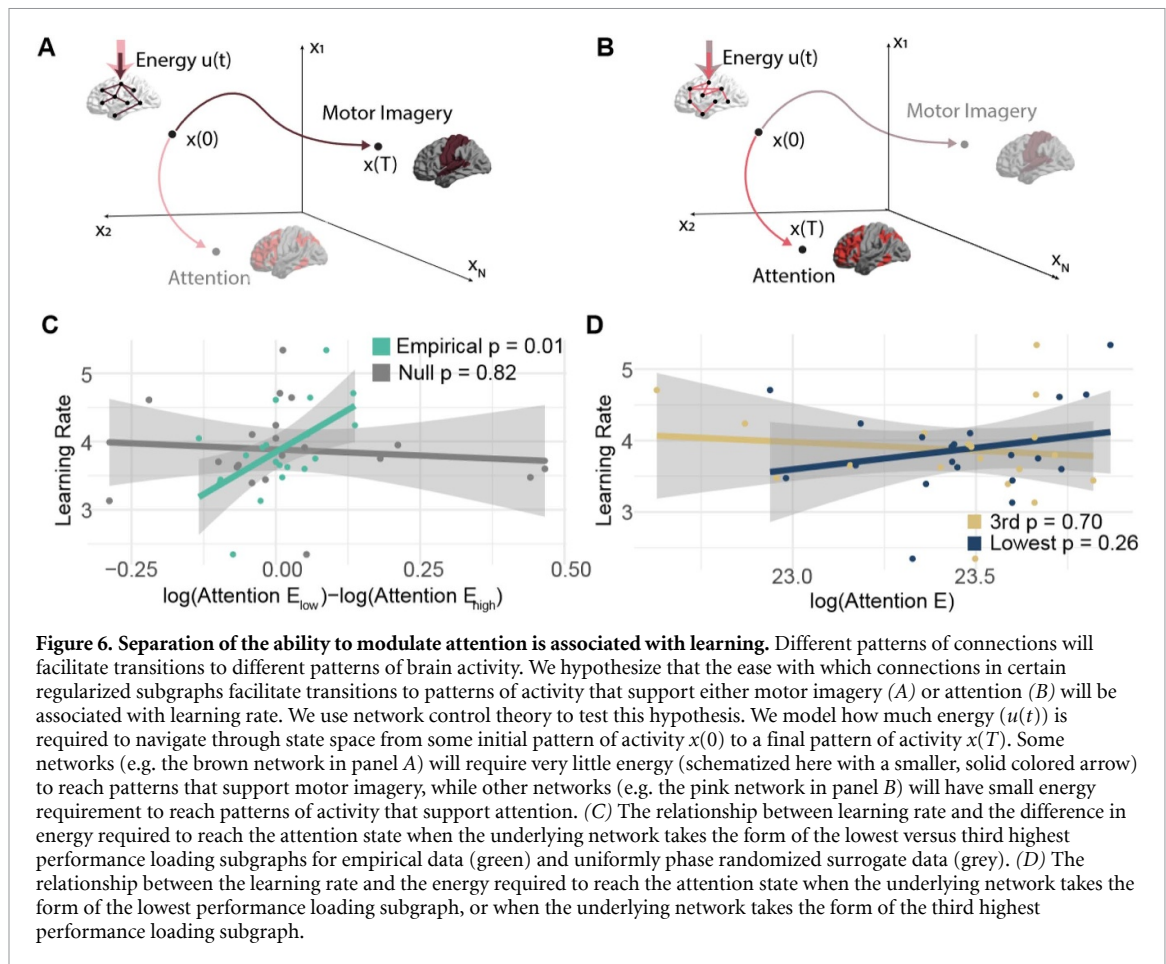 A
Energy u(t)
x(0)
X₁
Motor Imagery
x(T)
X₂
Attention
X_N
B
Energy u(t)
x(0)
X₁
Motor Imagery
X₂
x(T)
Attention
X_N
C
Empirical p = 0.01
Null p = 0.82
5
4
3
Learning Rate
−0.25
0.00
0.25
0.50
log(Attention E_low)−log(Attention E_high)
D
5
4
3
Learning Rate
3rd p = 0.70
Lowest p = 0.26
23.0
23.5
log(Attention E)
Figure 6. Separation of the ability to modulate attention is associated with learning. Different patterns of connections will
facilitate transitions to different patterns of brain activity. We hypothesize that the ease with which connections in certain
regularized subgraphs facilitate transitions to patterns of activity that support either motor imagery (A) or attention (B) will be
associated with learning rate. We use network control theory to test this hypothesis. We model how much energy (u(t)) is
required to navigate through state space from some initial pattern of activity x(0) to a final pattern of activity x(T). Some
networks (e.g. the brown network in panel A) will require very little energy (schematized here with a smaller, solid colored arrow)
to reach patterns that support motor imagery, while other networks (e.g. the pink network in panel B) will have small energy
requirement to reach patterns of activity that support attention. (C) The relationship between learning rate and the difference in
energy required to reach the attention state when the underlying network takes the form of the lowest versus third highest
performance loading subgraphs for empirical data (green) and uniformly phase randomized surrogate data (grey). (D) The
relationship between the learning rate and the energy required to reach the attention state when the underlying network takes the
form of the lowest performance loading subgraph, or when the underlying network takes the form of the third highest
performance loading subgraph.